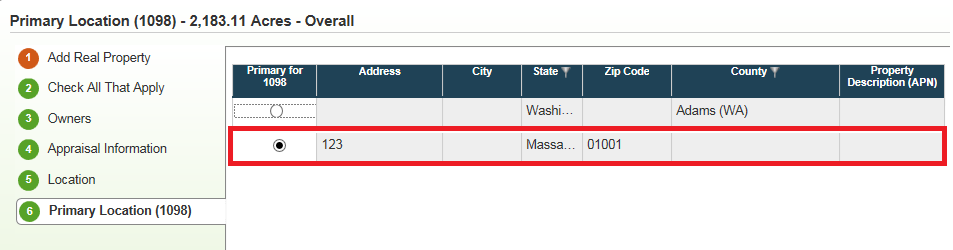 Primary Location (1098) - 2,183.11 Acres - Overall
1 Add Real Property
2 Check All That Apply
3 Owners
4 Appraisal Information
5 Location
6 Primary Location (1098)
Primary for 1098 Address City State Zip Code County Property Description (APN)
Washi... Adams (WA)
123 Massa... 01001